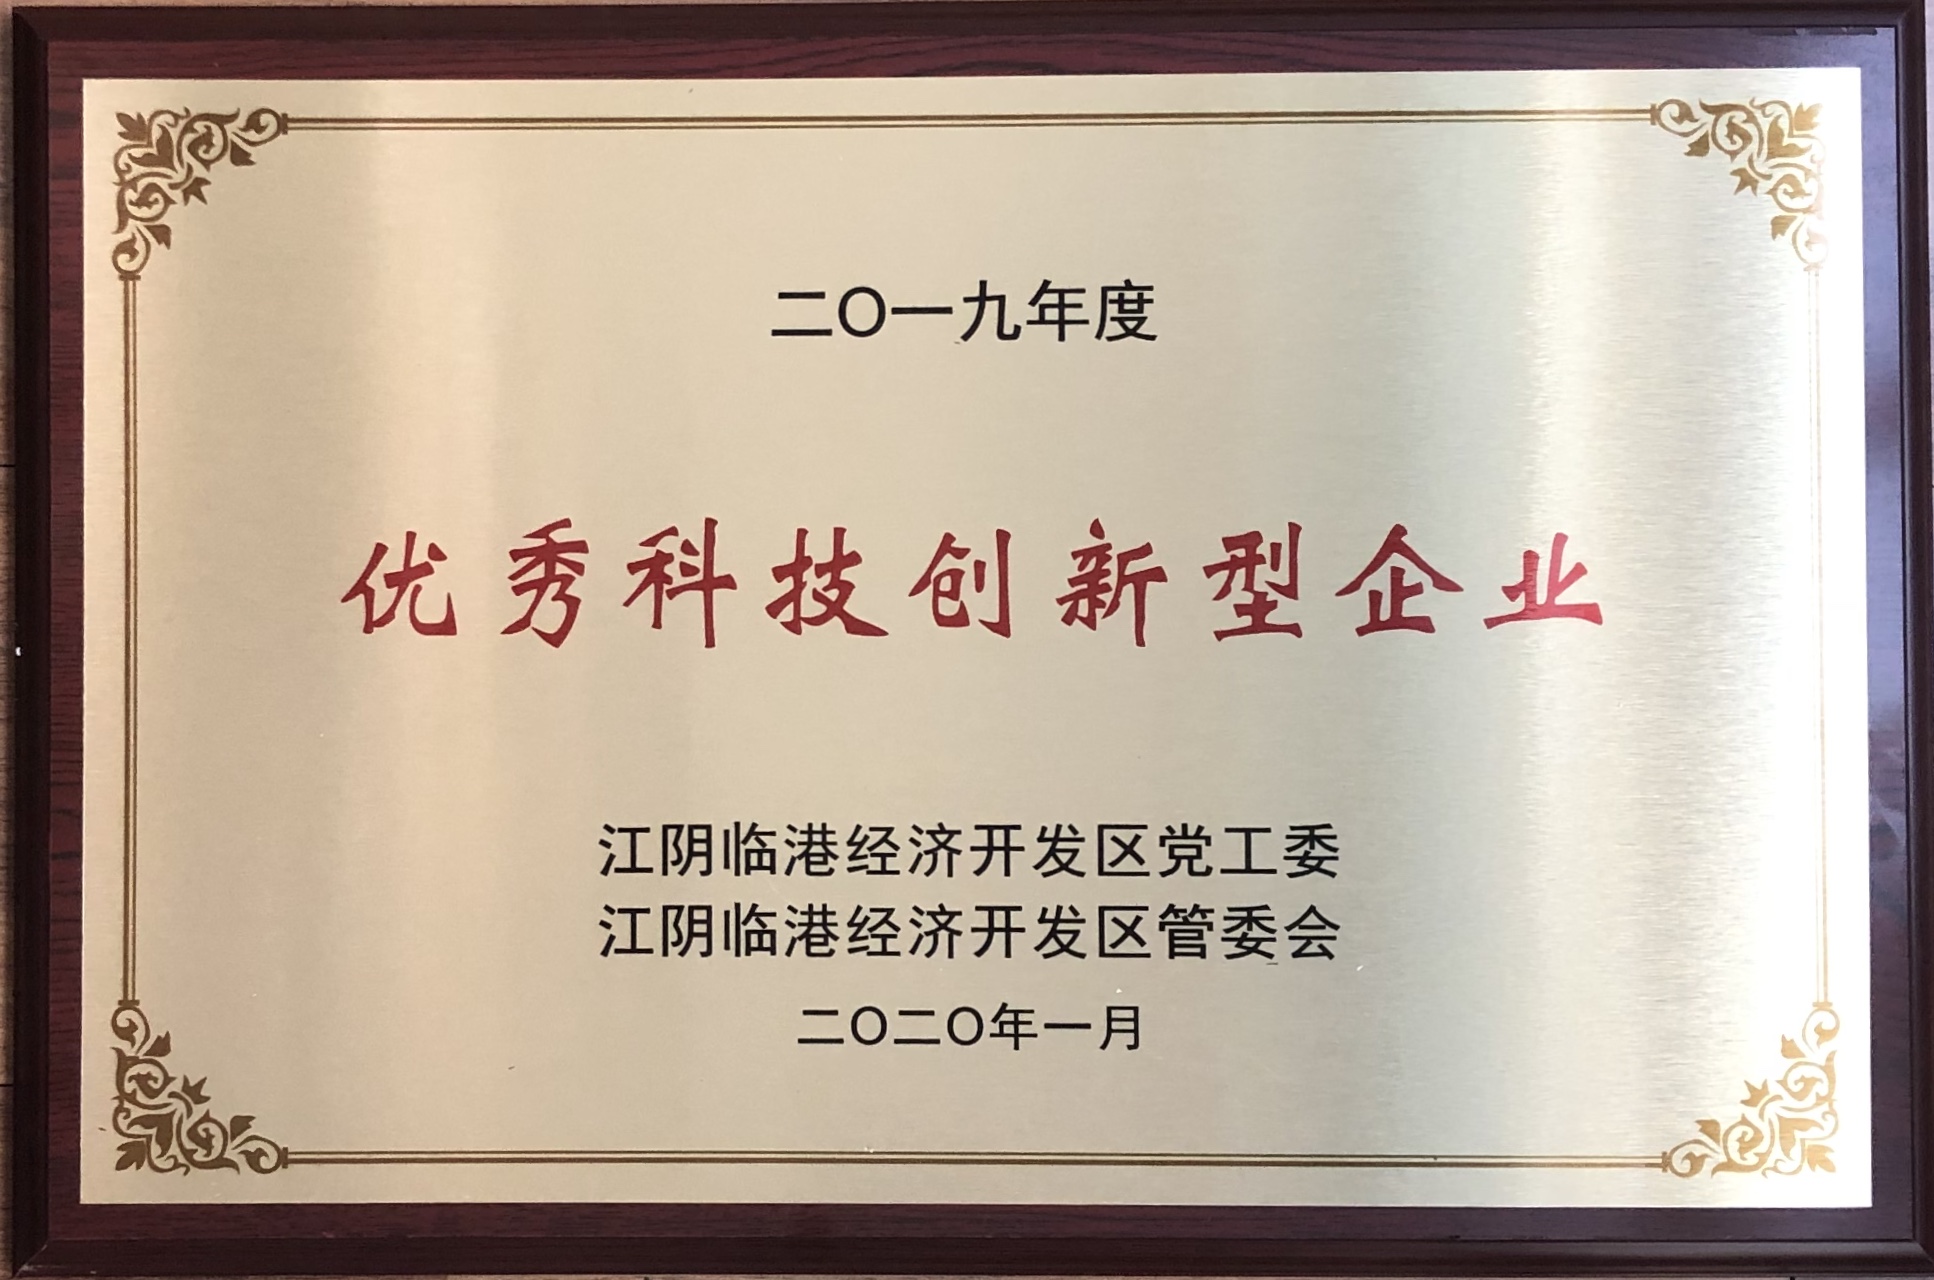 二〇一九年度
优秀科技创新型企业
江阴临港经济开发区党工委
江阴临港经济开发区管委会
二〇二〇年一月